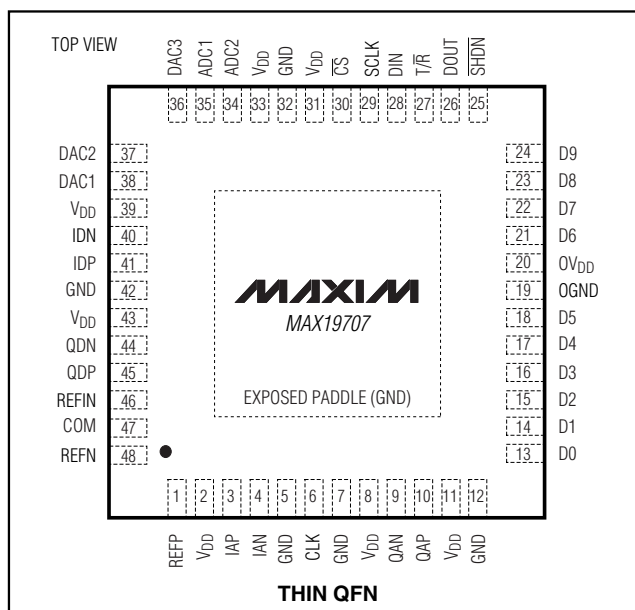 TOP VIEW
DAC3 ADC1 ADC2 VDD GND VDD C̅S̅ SCLK DIN T̅/R̅ DOUT S̅H̅D̅N̅
36 35 34 33 32 31 30 29 28 27 26 25
DAC2 37 24 D9
DAC1 38 23 D8
VDD 39 22 D7
IDN 40 21 D6
IDP 41 20 OVDD
GND 42 19 OGND
VDD 43 18 D5
QDN 44 17 D4
QDP 45 16 D3
REFIN 46 15 D2
COM 47 14 D1
REFN 48 13 D0
MAXIM
MAX19707
EXPOSED PADDLE (GND)
1 2 3 4 5 6 7 8 9 10 11 12
REFP VDD IAP IAN GND CLK GND VDD QAN QAP VDD GND
THIN QFN